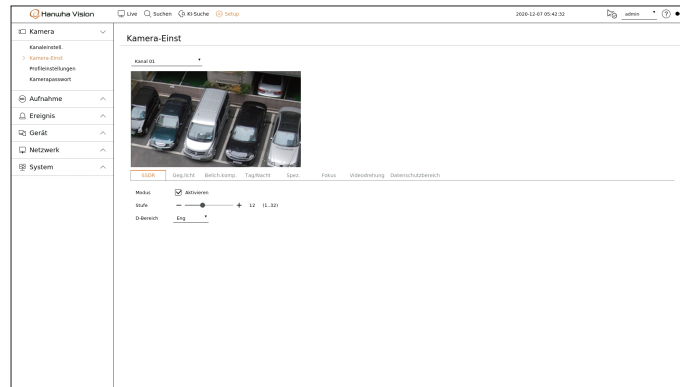 Hanwha Vision
Live Suchen KI-Suche Setup 2020-12-07 05:42:32 admin ?
Kamera
Kanaleinstell.
> Kamera-Einst
Profileinstellungen
Kamerapasswort
Aufnahme
Ereignis
Gerät
Netzwerk
System
Kamera-Einst
Kanal 01
SSDR Geg.licht Belich.komp. Tag/Nacht Spez. Fokus Videodrehung Datenschutzbereich
Modus Aktivieren
Stufe − + 12 (1..32)
D-Bereich Eng